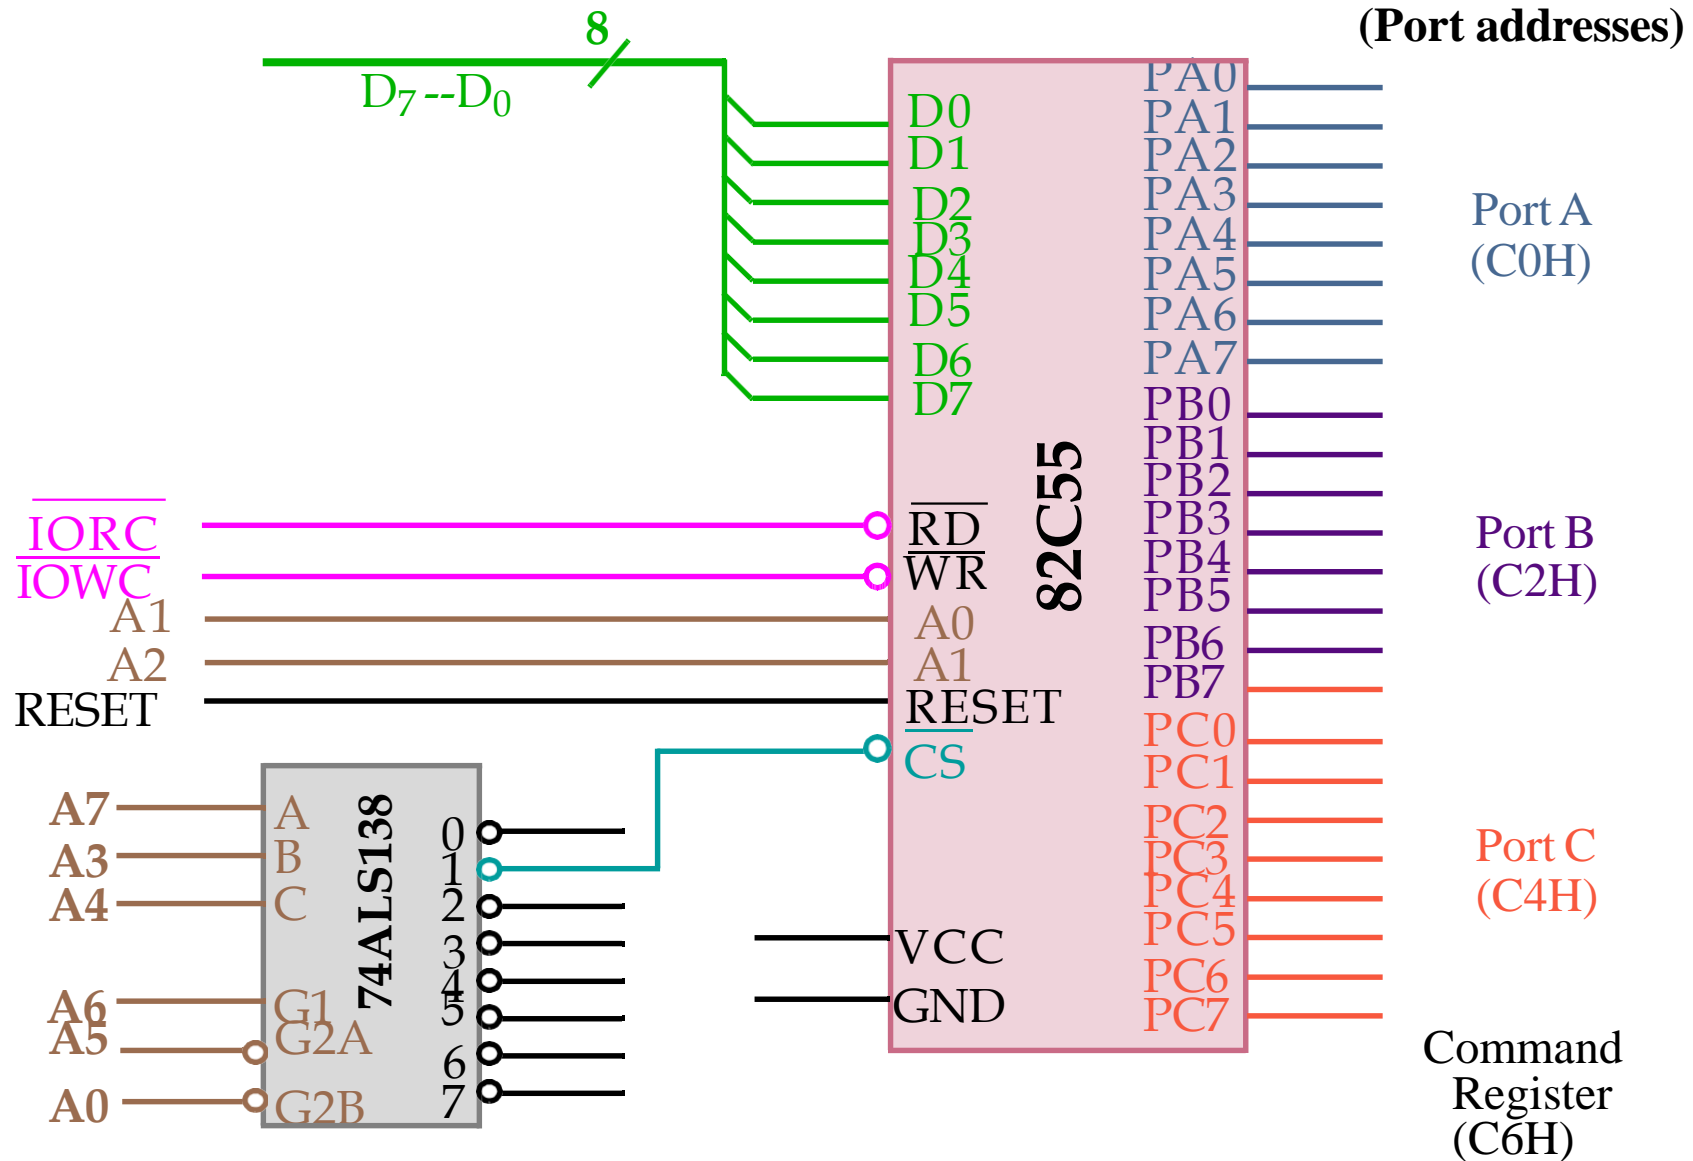 (Port addresses)
8
D7 --D0
D0
D1
D2
D3
D4
D5
D6
D7
IORC
IOWC
A1
A2
RESET
RD
WR
A0
A1
RESET
CS
VCC
GND
82C55
PA0
PA1
PA2
PA3
PA4
PA5
PA6
PA7
PB0
PB1
PB2
PB3
PB4
PB5
PB6
PB7
PC0
PC1
PC2
PC3
PC4
PC5
PC6
PC7
Port A
(C0H)
Port B
(C2H)
Port C
(C4H)
Command
Register
(C6H)
A7
A3
A4
A6
A5
A0
A
B
C
G1
G2A
G2B
74ALS138
0
1
2
3
4
5
6
7